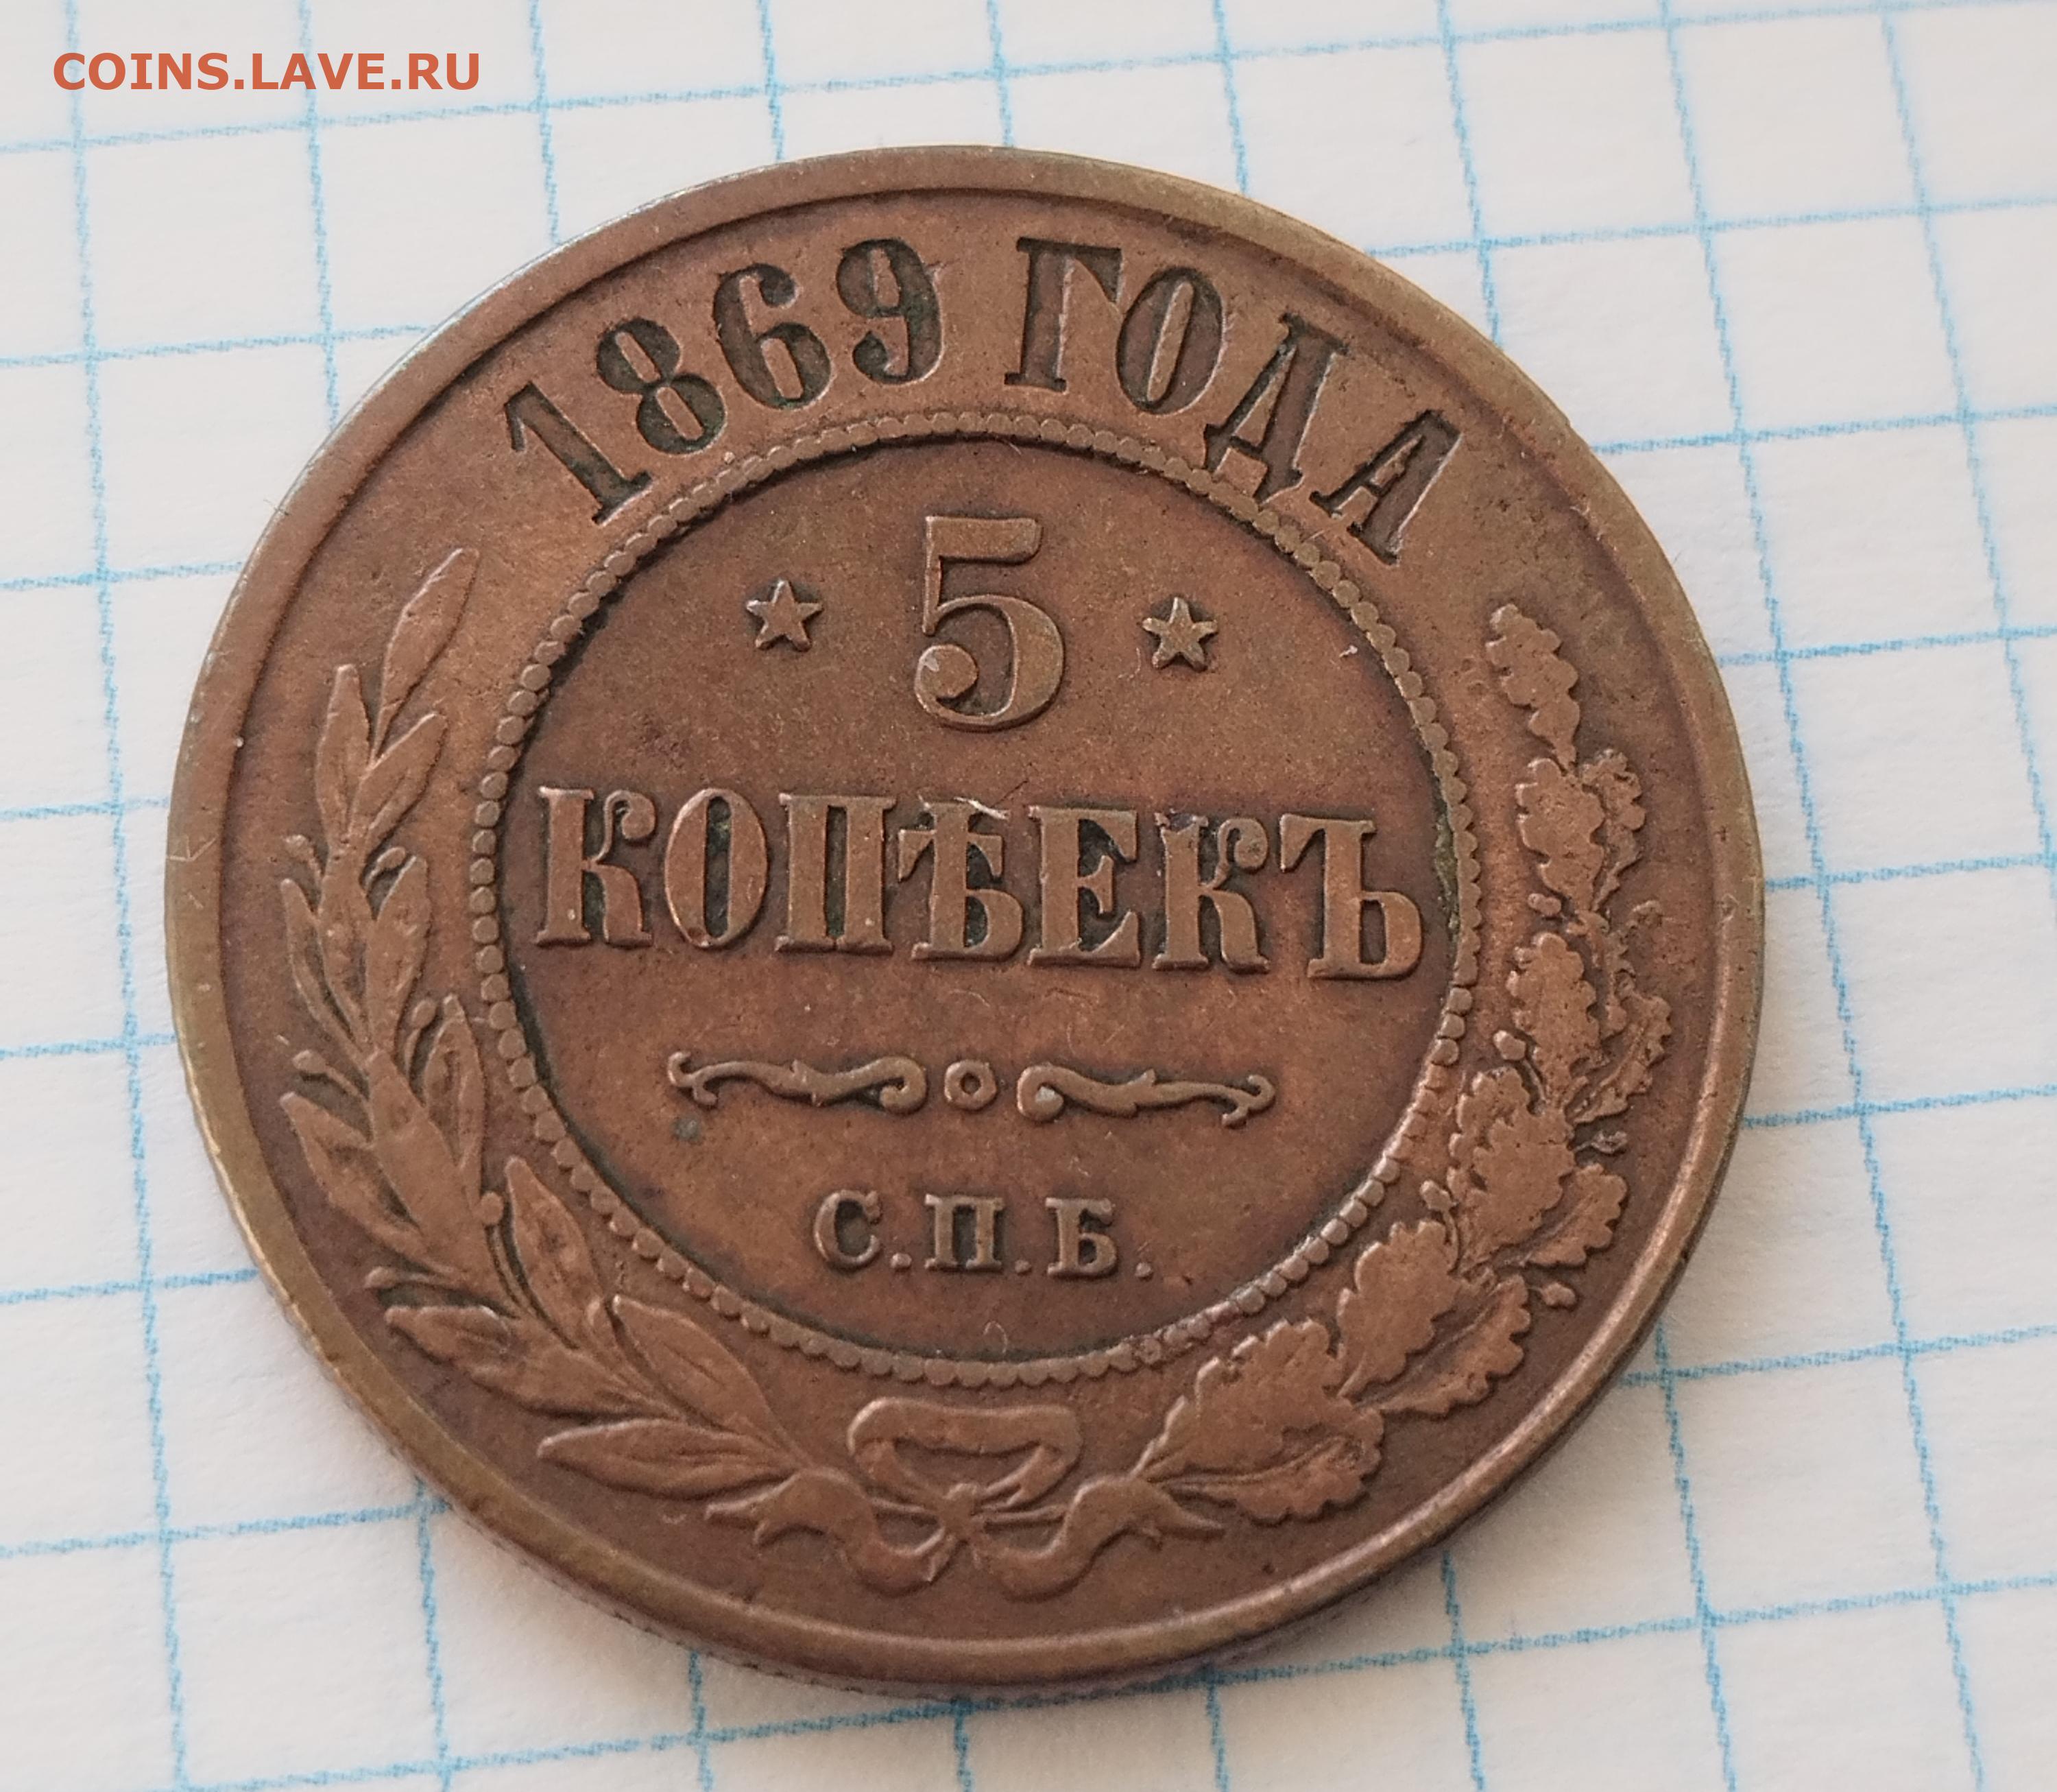 COINS.LAVE.RU
1869 ГОДА
5
КОПѢЕКЪ
С.П.Б.